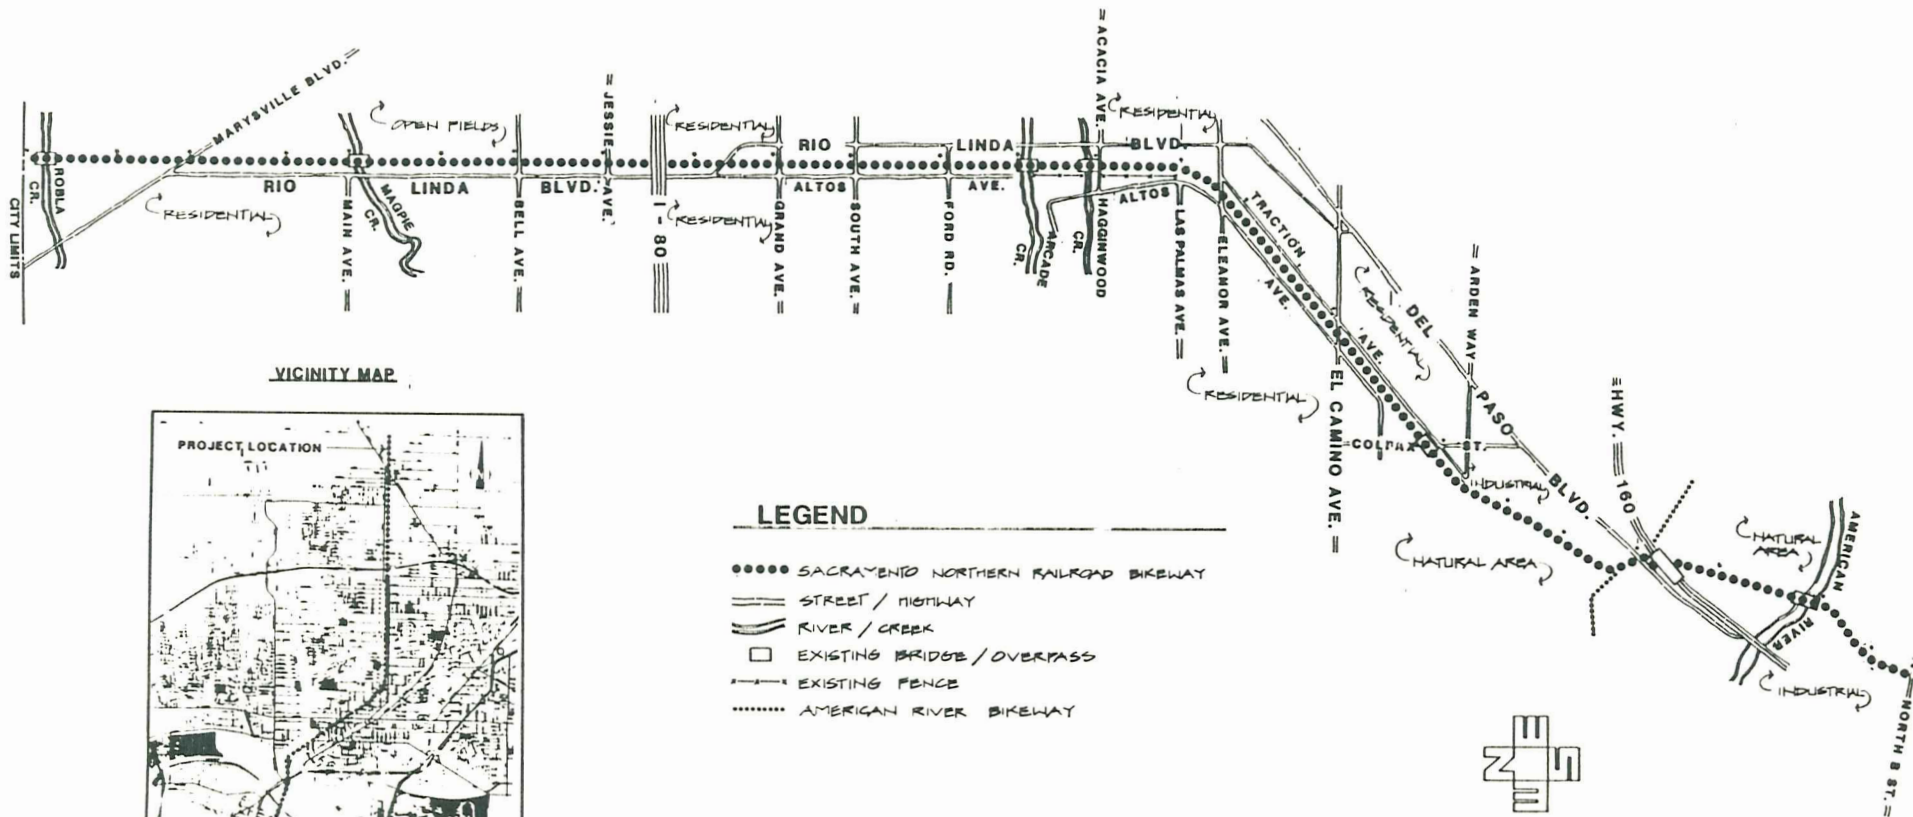 MARYSVILLE BLVD.
OPEN FIELDS
JESSIE AVE.
RESIDENTIAL
ACACIA AVE.
RESIDENTIAL
RIO LINDA BLVD.
ROBLA CR.
CITY LIMITS
RESIDENTIAL
RIO LINDA BLVD.
MAIN AVE.
MAGPIE CR.
BELL AVE.
I-80
RESIDENTIAL
ALTOS AVE.
GRAND AVE.
SOUTH AVE.
FORD RD.
ARCADE CR.
HAGGINWOOD CR.
ALTOS AVE.
LAS PALMAS AVE.
ELEANOR AVE.
TRACTION AVE.
RESIDENTIAL
RESIDENTIAL
EL CAMINO AVE.
DEL PASO BLVD.
ARDEN WAY
COLFAX ST.
INDUSTRIAL
HWY. 160
NATURAL AREA
NATURAL
AREA
AMERICAN RIVER
INDUSTRIAL
NORTH B ST.
VICINITY MAP
PROJECT LOCATION
LEGEND
SACRAMENTO NORTHERN RAILROAD BIKEWAY
STREET / HIGHWAY
RIVER / CREEK
EXISTING BRIDGE / OVERPASS
EXISTING FENCE
AMERICAN RIVER BIKEWAY
E
N S
W